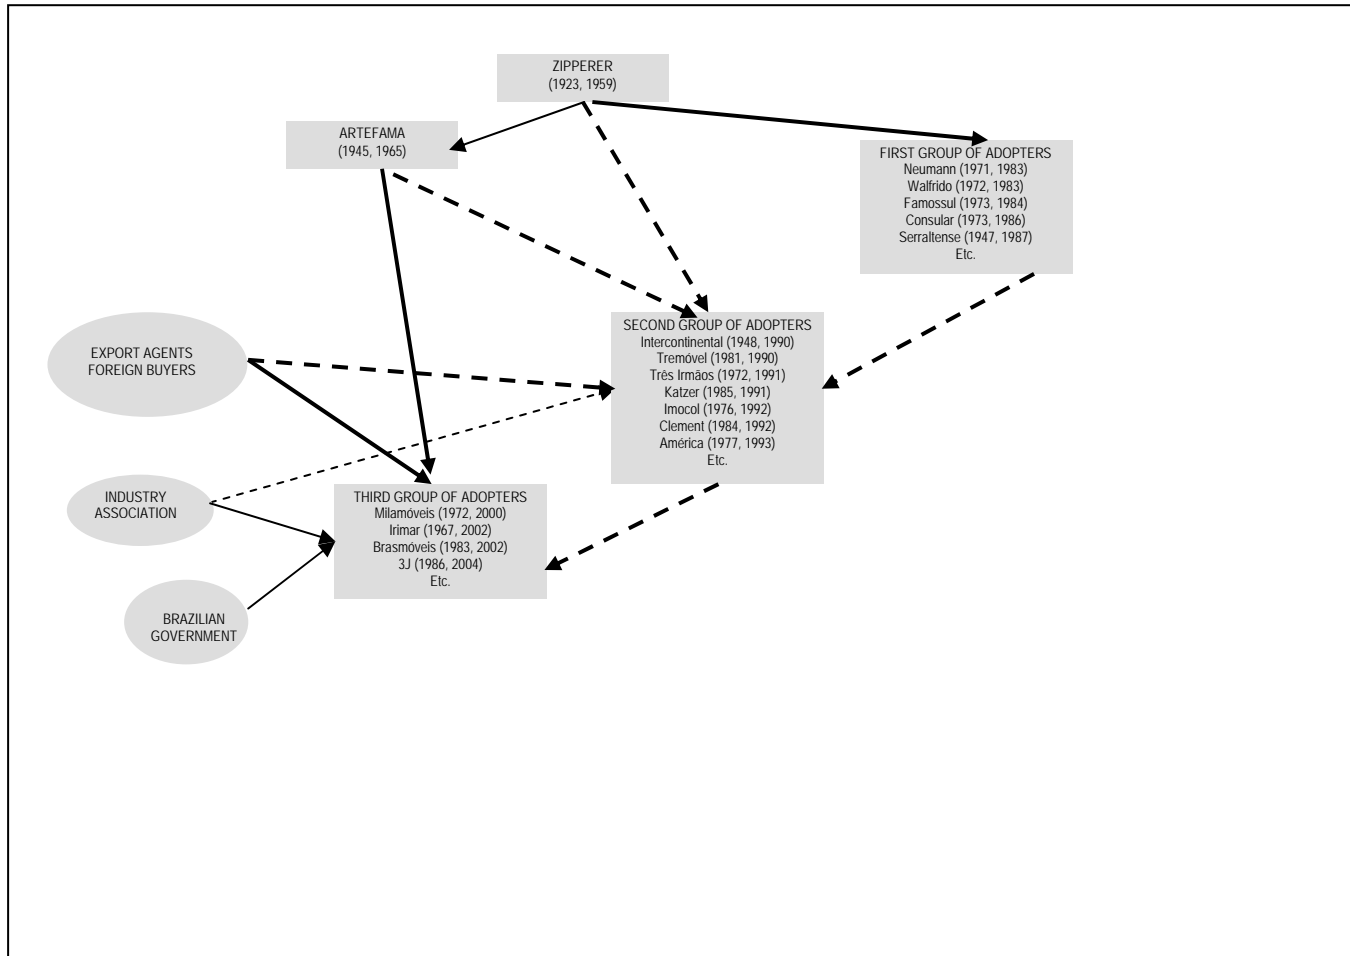 ZIPPERER
(1923, 1959)
ARTEFAMA
(1945, 1965)
FIRST GROUP OF ADOPTERS
Neumann (1971, 1983)
Walfrido (1972, 1983)
Famossul (1973, 1984)
Consular (1973, 1986)
Serraltense (1947, 1987)
Etc.
SECOND GROUP OF ADOPTERS
Intercontinental (1948, 1990)
Tremóvel (1981, 1990)
Três Irmãos (1972, 1991)
Katzer (1985, 1991)
Imocol (1976, 1992)
Clement (1984, 1992)
América (1977, 1993)
Etc.
EXPORT AGENTS
FOREIGN BUYERS
INDUSTRY
ASSOCIATION
THIRD GROUP OF ADOPTERS
Milamóveis (1972, 2000)
Irimar (1967, 2002)
Brasmóveis (1983, 2002)
3J (1986, 2004)
Etc.
BRAZILIAN
GOVERNMENT